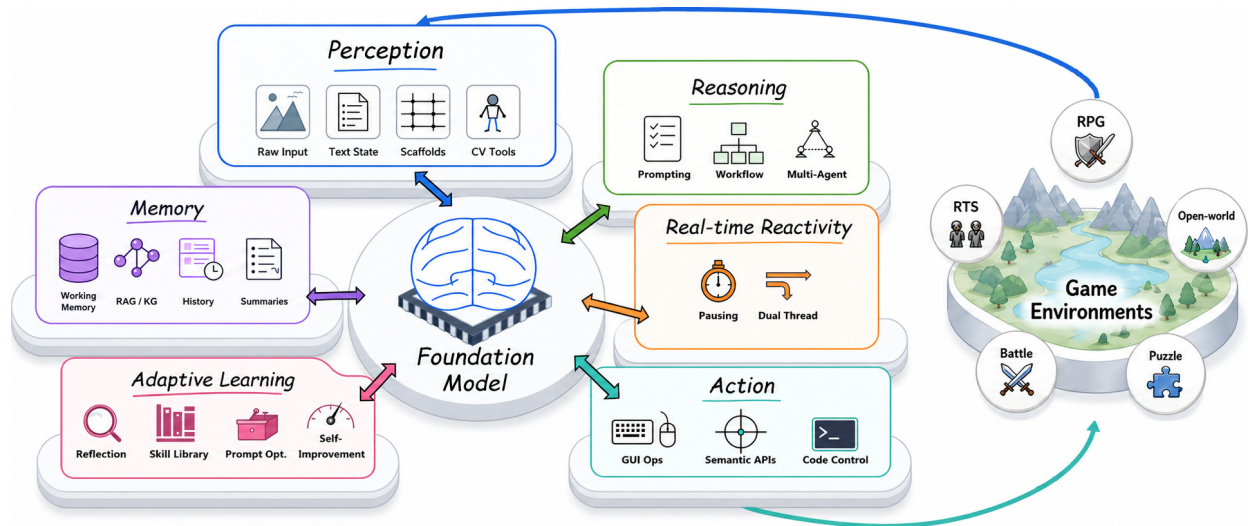 Perception
Raw Input
Text State
Scaffolds
CV Tools
Reasoning
Prompting
Workflow
Multi-Agent
Memory
Working
Memory
RAG / KG
History
Summaries
Real-time Reactivity
Pausing
Dual Thread
Foundation
Model
Adaptive Learning
Reflection
Skill Library
Prompt Opt.
Self-
Improvement
Action
GUI Ops
Semantic APIs
>_
Code Control
RPG
RTS
Open-world
Game
Environments
Battle
Puzzle